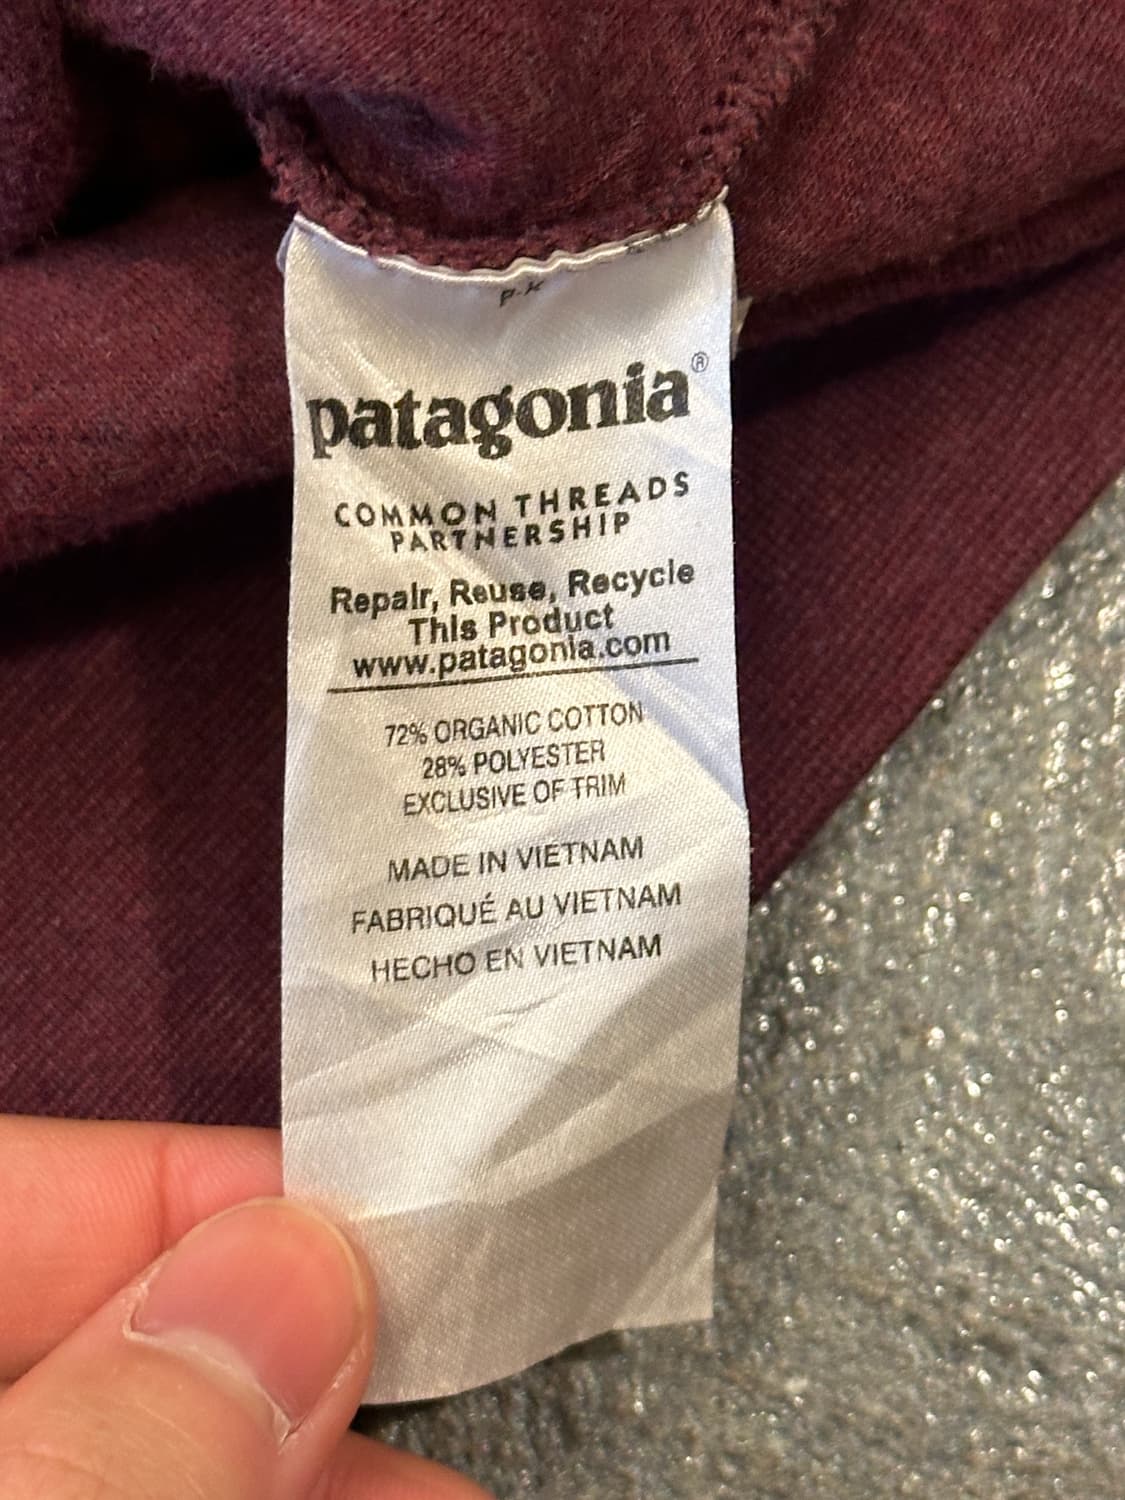 P-K
patagonia®
COMMON THREADS
PARTNERSHIP
Repair, Reuse, Recycle
This Product
www.patagonia.com
72% ORGANIC COTTON
28% POLYESTER
EXCLUSIVE OF TRIM
MADE IN VIETNAM
FABRIQUÉ AU VIETNAM
HECHO EN VIETNAM